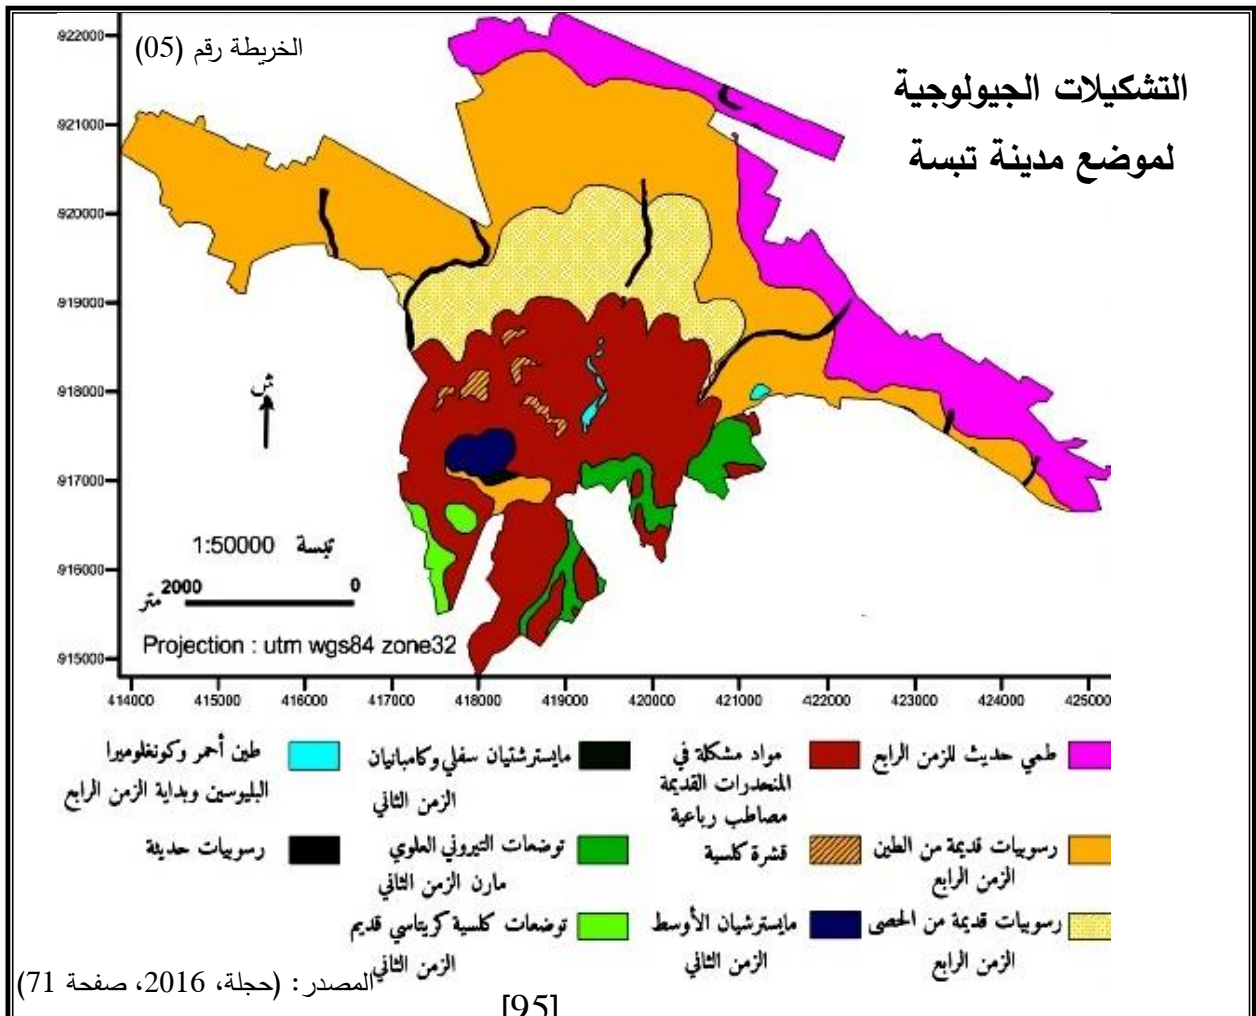 الخريطة رقم (05)
التشكيلات الجيولوجية
لموضع مدينة تبسة
922000
921000
920000
919000
918000
917000
916000
915000
ش
تبسة 1:50000
متر 2000 0
Projection : utm wgs84 zone32
414000 415000 416000 417000 418000 419000 420000 421000 422000 423000 424000 425000
طمي حديث للزمن الرابع
رسوبيات قديمة من الطين
الزمن الرابع
رسوبيات قديمة من الحصى
الزمن الرابع
مواد مشكلة في
المنحدرات القديمة
مصاطب رباعية
قشرة كلسية
مايسترشيان الأوسط
الزمن الثاني
مايسترشتيان سفلي وكامبانيان
الزمن الثاني
توضعات التيروني العلوي
مارن الزمن الثاني
توضعات كلسية كريتاسي قديم
الزمن الثاني
طين أحمر وكونغلوميرا
البليوسين وبداية الزمن الرابع
رسوبيات حديثة
المصدر: (حجلة، 2016، صفحة 71)
[95]